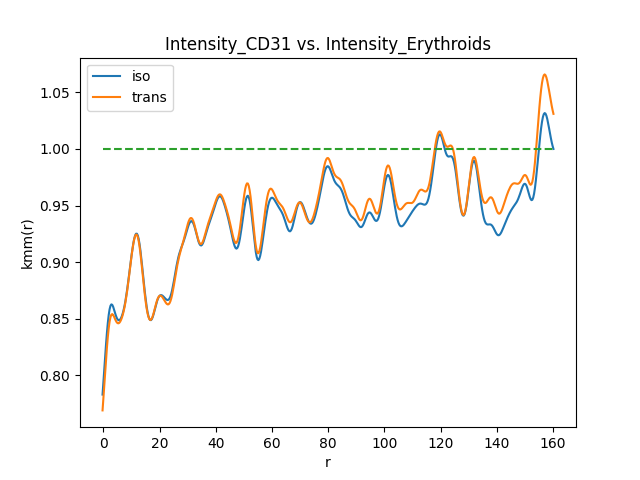 Intensity_CD31 vs. Intensity_Erythroids
iso
trans
kmm(r)
1.05
1.00
0.95
0.90
0.85
0.80
0 20 40 60 80 100 120 140 160
r